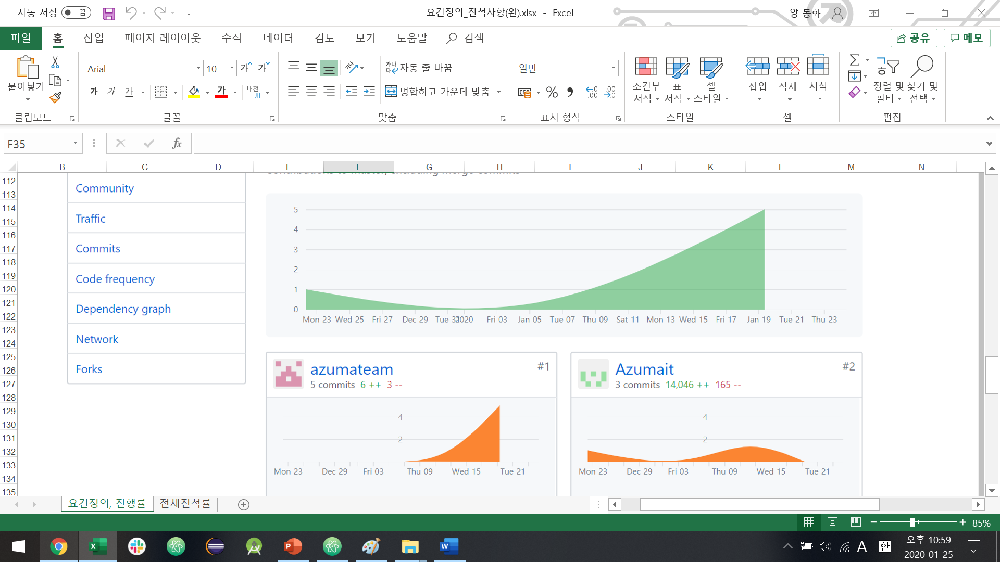 자동 저장 끔
요건정의_진척사항(완).xlsx - Excel
양 동화
파일 홈 삽입 페이지 레이아웃 수식 데이터 검토 보기 도움말 검색
공유 메모
붙여넣기
클립보드
Arial 10 가 가
가 가 가 가 내천 川
글꼴
자동 줄 바꿈
병합하고 가운데 맞춤
맞춤
일반
% , .00 .00
표시 형식
조건부 서식 표 서식 셀 스타일
스타일
삽입 삭제 서식
셀
정렬 및 필터 찾기 및 선택
편집
F35 fx
B C D E F G H I J K L M N
112
113
114
115
116
117
118
119
120
121
122
123
124
125
126
127
128
129
130
131
132
133
134
135
Community
Traffic
Commits
Code frequency
Dependency graph
Network
Forks
Contributions to master, excluding merge commits
5
4
3
2
1
0
Mon 23 Wed 25 Fri 27 Dec 29 Tue 31 2020 Fri 03 Jan 05 Tue 07 Thu 09 Sat 11 Mon 13 Wed 15 Fri 17 Jan 19 Tue 21 Thu 23
azumateam #1
5 commits 6 ++ 3 --
4
2
Mon 23 Dec 29 Fri 03 Thu 09 Wed 15 Tue 21
Azumait #2
3 commits 14,046 ++ 165 --
4
2
Mon 23 Dec 29 Fri 03 Thu 09 Wed 15 Tue 21
요건정의, 진행률 전체진척률
85%
A 한
오후 10:59
2020-01-25